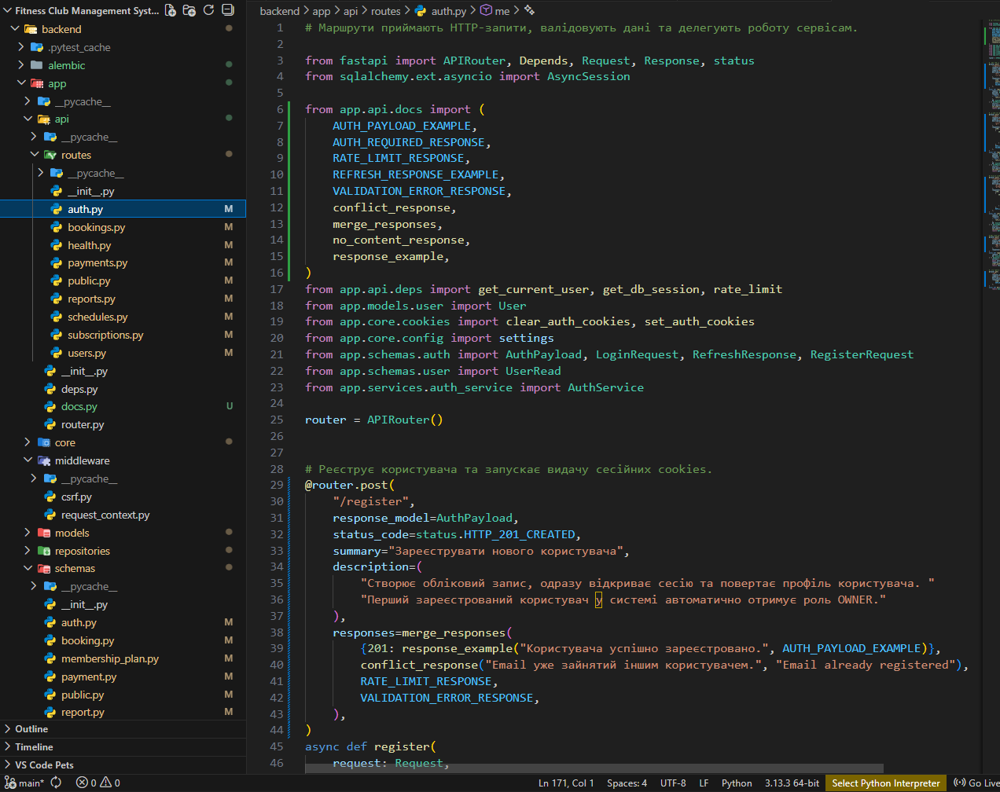 Fitness Club Management Syst...
backend
.pytest_cache
alembic
app
__pycache__
api
__pycache__
routes
__pycache__
__init__.py
auth.py M
bookings.py M
health.py M
payments.py M
public.py M
reports.py M
schedules.py M
subscriptions.py M
users.py M
__init__.py
deps.py
docs.py U
router.py
core
middleware
__pycache__
csrf.py
request_context.py
models
repositories
schemas
__pycache__
__init__.py
auth.py M
booking.py M
membership_plan.py M
payment.py M
public.py M
report.py M
Outline
Timeline
VS Code Pets
backend > app > api > routes > auth.py > me >
1 # Маршрути приймають HTTP-запити, валідовують дані та делегують роботу сервісам.
2
3 from fastapi import APIRouter, Depends, Request, Response, status
4 from sqlalchemy.ext.asyncio import AsyncSession
5
6 from app.api.docs import (
7 AUTH_PAYLOAD_EXAMPLE,
8 AUTH_REQUIRED_RESPONSE,
9 RATE_LIMIT_RESPONSE,
10 REFRESH_RESPONSE_EXAMPLE,
11 VALIDATION_ERROR_RESPONSE,
12 conflict_response,
13 merge_responses,
14 no_content_response,
15 response_example,
16 )
17 from app.api.deps import get_current_user, get_db_session, rate_limit
18 from app.models.user import User
19 from app.core.cookies import clear_auth_cookies, set_auth_cookies
20 from app.core.config import settings
21 from app.schemas.auth import AuthPayload, LoginRequest, RefreshResponse, RegisterRequest
22 from app.schemas.user import UserRead
23 from app.services.auth_service import AuthService
24
25 router = APIRouter()
26
27
28 # Реєструє користувача та запускає видачу сесійних cookies.
29 @router.post(
30 "/register",
31 response_model=AuthPayload,
32 status_code=status.HTTP_201_CREATED,
33 summary="Зареєструвати нового користувача",
34 description=(
35 "Створює обліковий запис, одразу відкриває сесію та повертає профіль користувача. "
36 "Перший зареєстрований користувач у системі автоматично отримує роль OWNER."
37 ),
38 responses=merge_responses(
39 {201: response_example("Користувача успішно зареєстровано.", AUTH_PAYLOAD_EXAMPLE)},
40 conflict_response("Email уже зайнятий іншим користувачем.", "Email already registered"),
41 RATE_LIMIT_RESPONSE,
42 VALIDATION_ERROR_RESPONSE,
43 ),
44 )
45 async def register(
46 request: Request,
main* 0 0 Ln 171, Col 1 Spaces: 4 UTF-8 LF Python 3.13.3 64-bit Select Python Interpreter Go Live